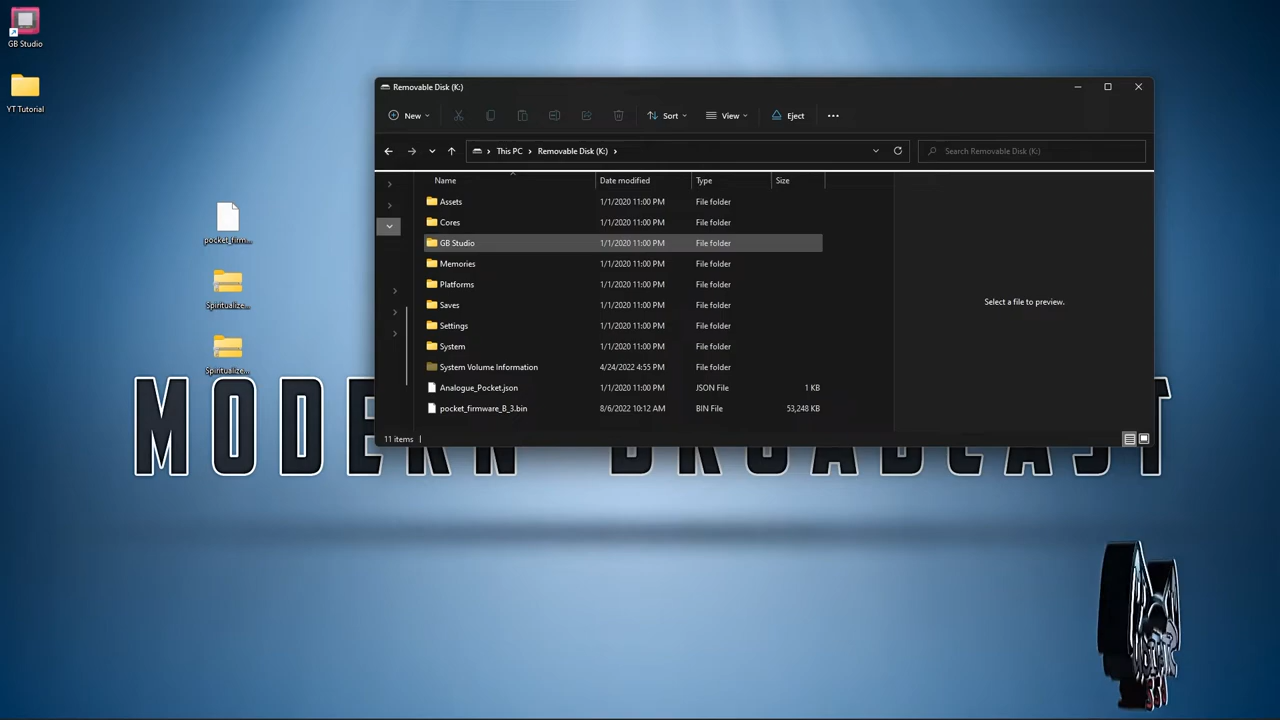 GB Studio
YT Tutorial
pocket_firm...
Spiritualize...
Spiritualize...
Removable Disk (K:)
New
Sort
View
Eject
This PC
Removable Disk (K:)
Search Removable Disk (K:)
Name Date modified Type Size
Assets 1/1/2020 11:00 PM File folder
Cores 1/1/2020 11:00 PM File folder
GB Studio 1/1/2020 11:00 PM File folder
Memories 1/1/2020 11:00 PM File folder
Platforms 1/1/2020 11:00 PM File folder
Saves 1/1/2020 11:00 PM File folder
Settings 1/1/2020 11:00 PM File folder
System 1/1/2020 11:00 PM File folder
System Volume Information 4/24/2022 4:55 PM File folder
Analogue_Pocket.json 1/1/2020 11:00 PM JSON File 1 KB
pocket_firmware_B_3.bin 8/6/2022 10:12 AM BIN File 53,248 KB
Select a file to preview.
11 items
MODERN BROADCAST